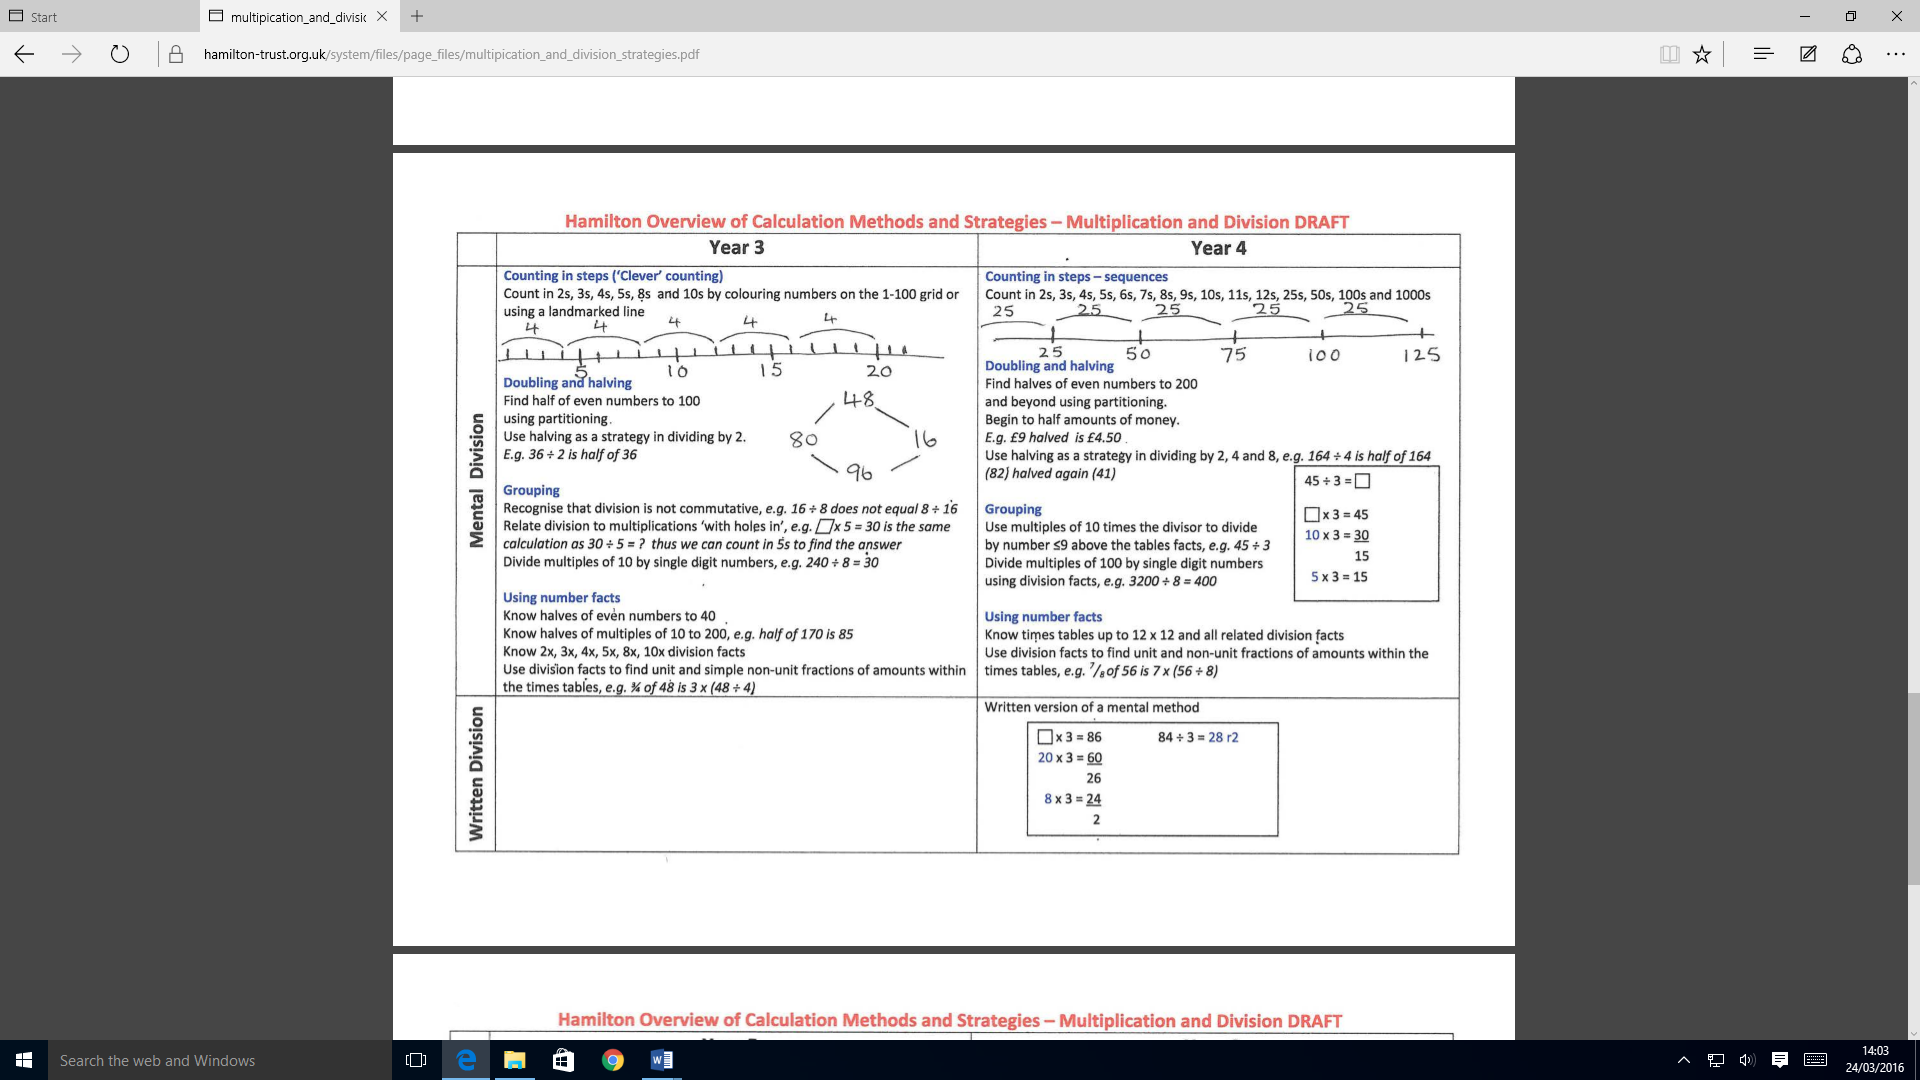 Start
multipication_and_divisic
hamilton-trust.org.uk/system/files/page_files/multipication_and_division_strategies.pdf
Hamilton Overview of Calculation Methods and Strategies – Multiplication and Division DRAFT
Year 3
Year 4
Mental Division
Counting in steps ('Clever' counting)
Count in 2s, 3s, 4s, 5s, 8s and 10s by colouring numbers on the 1-100 grid or
using a landmarked line
4 4 4 4 4
5 10 15 20
Doubling and halving
Find half of even numbers to 100
using partitioning.
Use halving as a strategy in dividing by 2.
E.g. 36 ÷ 2 is half of 36
48
80 16
96
Grouping
Recognise that division is not commutative, e.g. 16 ÷ 8 does not equal 8 ÷ 16
Relate division to multiplications 'with holes in', e.g. □ x 5 = 30 is the same
calculation as 30 ÷ 5 = ? thus we can count in 5s to find the answer
Divide multiples of 10 by single digit numbers, e.g. 240 ÷ 8 = 30
Using number facts
Know halves of even numbers to 40
Know halves of multiples of 10 to 200, e.g. half of 170 is 85
Know 2x, 3x, 4x, 5x, 8x, 10x division facts
Use division facts to find unit and simple non-unit fractions of amounts within
the times tables, e.g. ¾ of 48 is 3 x (48 ÷ 4)
Counting in steps – sequences
Count in 2s, 3s, 4s, 5s, 6s, 7s, 8s, 9s, 10s, 11s, 12s, 25s, 50s, 100s and 1000s
25 25 25 25 25
25 50 75 100 125
Doubling and halving
Find halves of even numbers to 200
and beyond using partitioning.
Begin to half amounts of money.
E.g. £9 halved is £4.50
Use halving as a strategy in dividing by 2, 4 and 8, e.g. 164 ÷ 4 is half of 164
(82) halved again (41)
Grouping
Use multiples of 10 times the divisor to divide
by number ≤9 above the tables facts, e.g. 45 ÷ 3
Divide multiples of 100 by single digit numbers
using division facts, e.g. 3200 ÷ 8 = 400
45 ÷ 3 = □
□ x 3 = 45
10 x 3 = 30
15
5 x 3 = 15
Using number facts
Know times tables up to 12 x 12 and all related division facts
Use division facts to find unit and non-unit fractions of amounts within the
times tables, e.g. 7/8 of 56 is 7 x (56 ÷ 8)
Written Division
Written version of a mental method
□ x 3 = 86 84 ÷ 3 = 28 r2
20 x 3 = 60
26
8 x 3 = 24
2
Hamilton Overview of Calculation Methods and Strategies – Multiplication and Division DRAFT
Search the web and Windows
14:03
24/03/2016